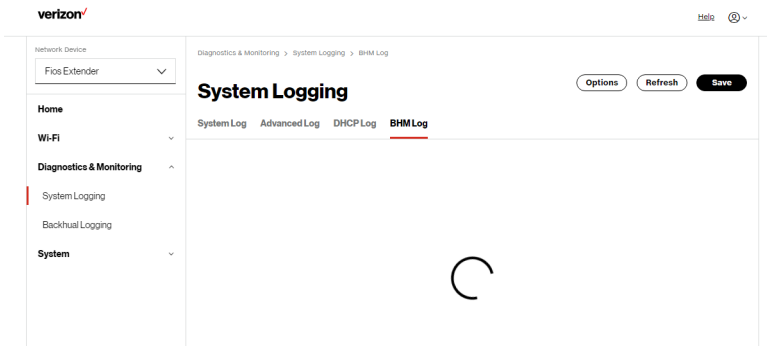 verizon✓
Help
Network Device
Fios Extender
Home
Wi-Fi
Diagnostics & Monitoring
System Logging
Backhual Logging
System
Diagnostics & Monitoring > System Logging > BHM Log
System Logging
Options Refresh Save
System Log Advanced Log DHCP Log BHM Log